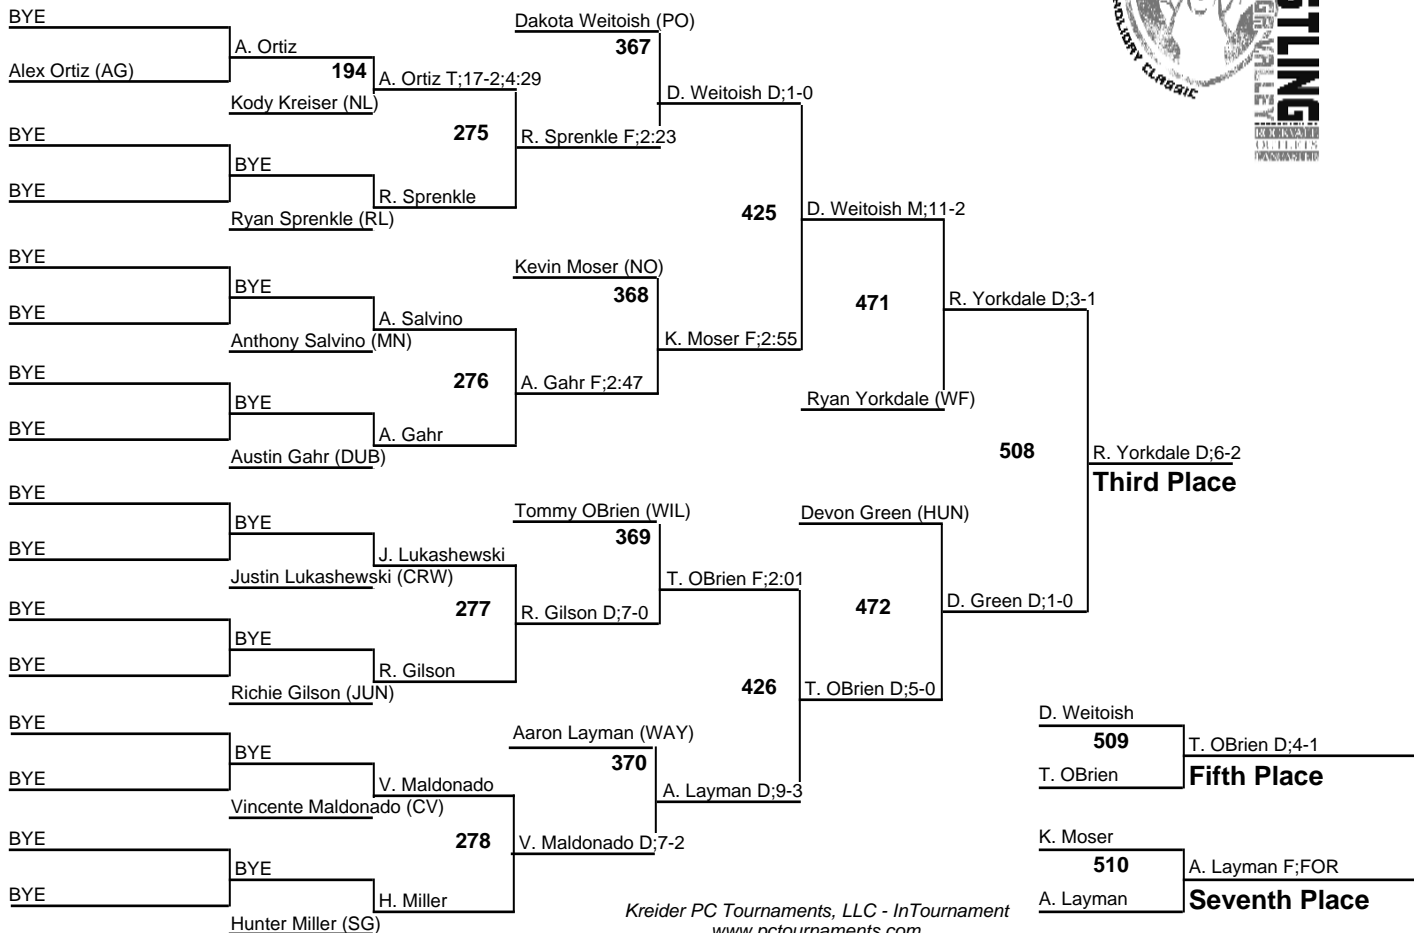 BYE
Alex Ortiz (AG)
A. Ortiz
194
Kody Kreiser (NL)
A. Ortiz T;17-2;4:29
BYE
BYE
BYE
Ryan Sprenkle (RL)
R. Sprenkle
275
Dakota Weitoish (PO)
367
R. Sprenkle F;2:23
D. Weitoish D;1-0
BYE
BYE
BYE
Anthony Salvino (MN)
A. Salvino
BYE
BYE
BYE
Austin Gahr (DUB)
A. Gahr
276
Kevin Moser (NO)
368
A. Gahr F;2:47
K. Moser F;2:55
425
D. Weitoish M;11-2
471
Ryan Yorkdale (WF)
R. Yorkdale D;3-1
BYE
BYE
BYE
Justin Lukashewski (CRW)
J. Lukashewski
BYE
BYE
BYE
Richie Gilson (JUN)
R. Gilson
277
Tommy OBrien (WIL)
369
R. Gilson D;7-0
T. OBrien F;2:01
BYE
BYE
BYE
Vincente Maldonado (CV)
V. Maldonado
BYE
BYE
BYE
Hunter Miller (SG)
H. Miller
278
Aaron Layman (WAY)
370
V. Maldonado D;7-2
A. Layman D;9-3
426
T. OBrien D;5-0
Devon Green (HUN)
472
D. Green D;1-0
508
R. Yorkdale D;6-2
Third Place
D. Weitoish
509
T. OBrien
T. OBrien D;4-1
Fifth Place
K. Moser
510
A. Layman
A. Layman F;FOR
Seventh Place
Kreider PC Tournaments, LLC - InTournament
www.pctournaments.com
CLASSIC
VALLEY